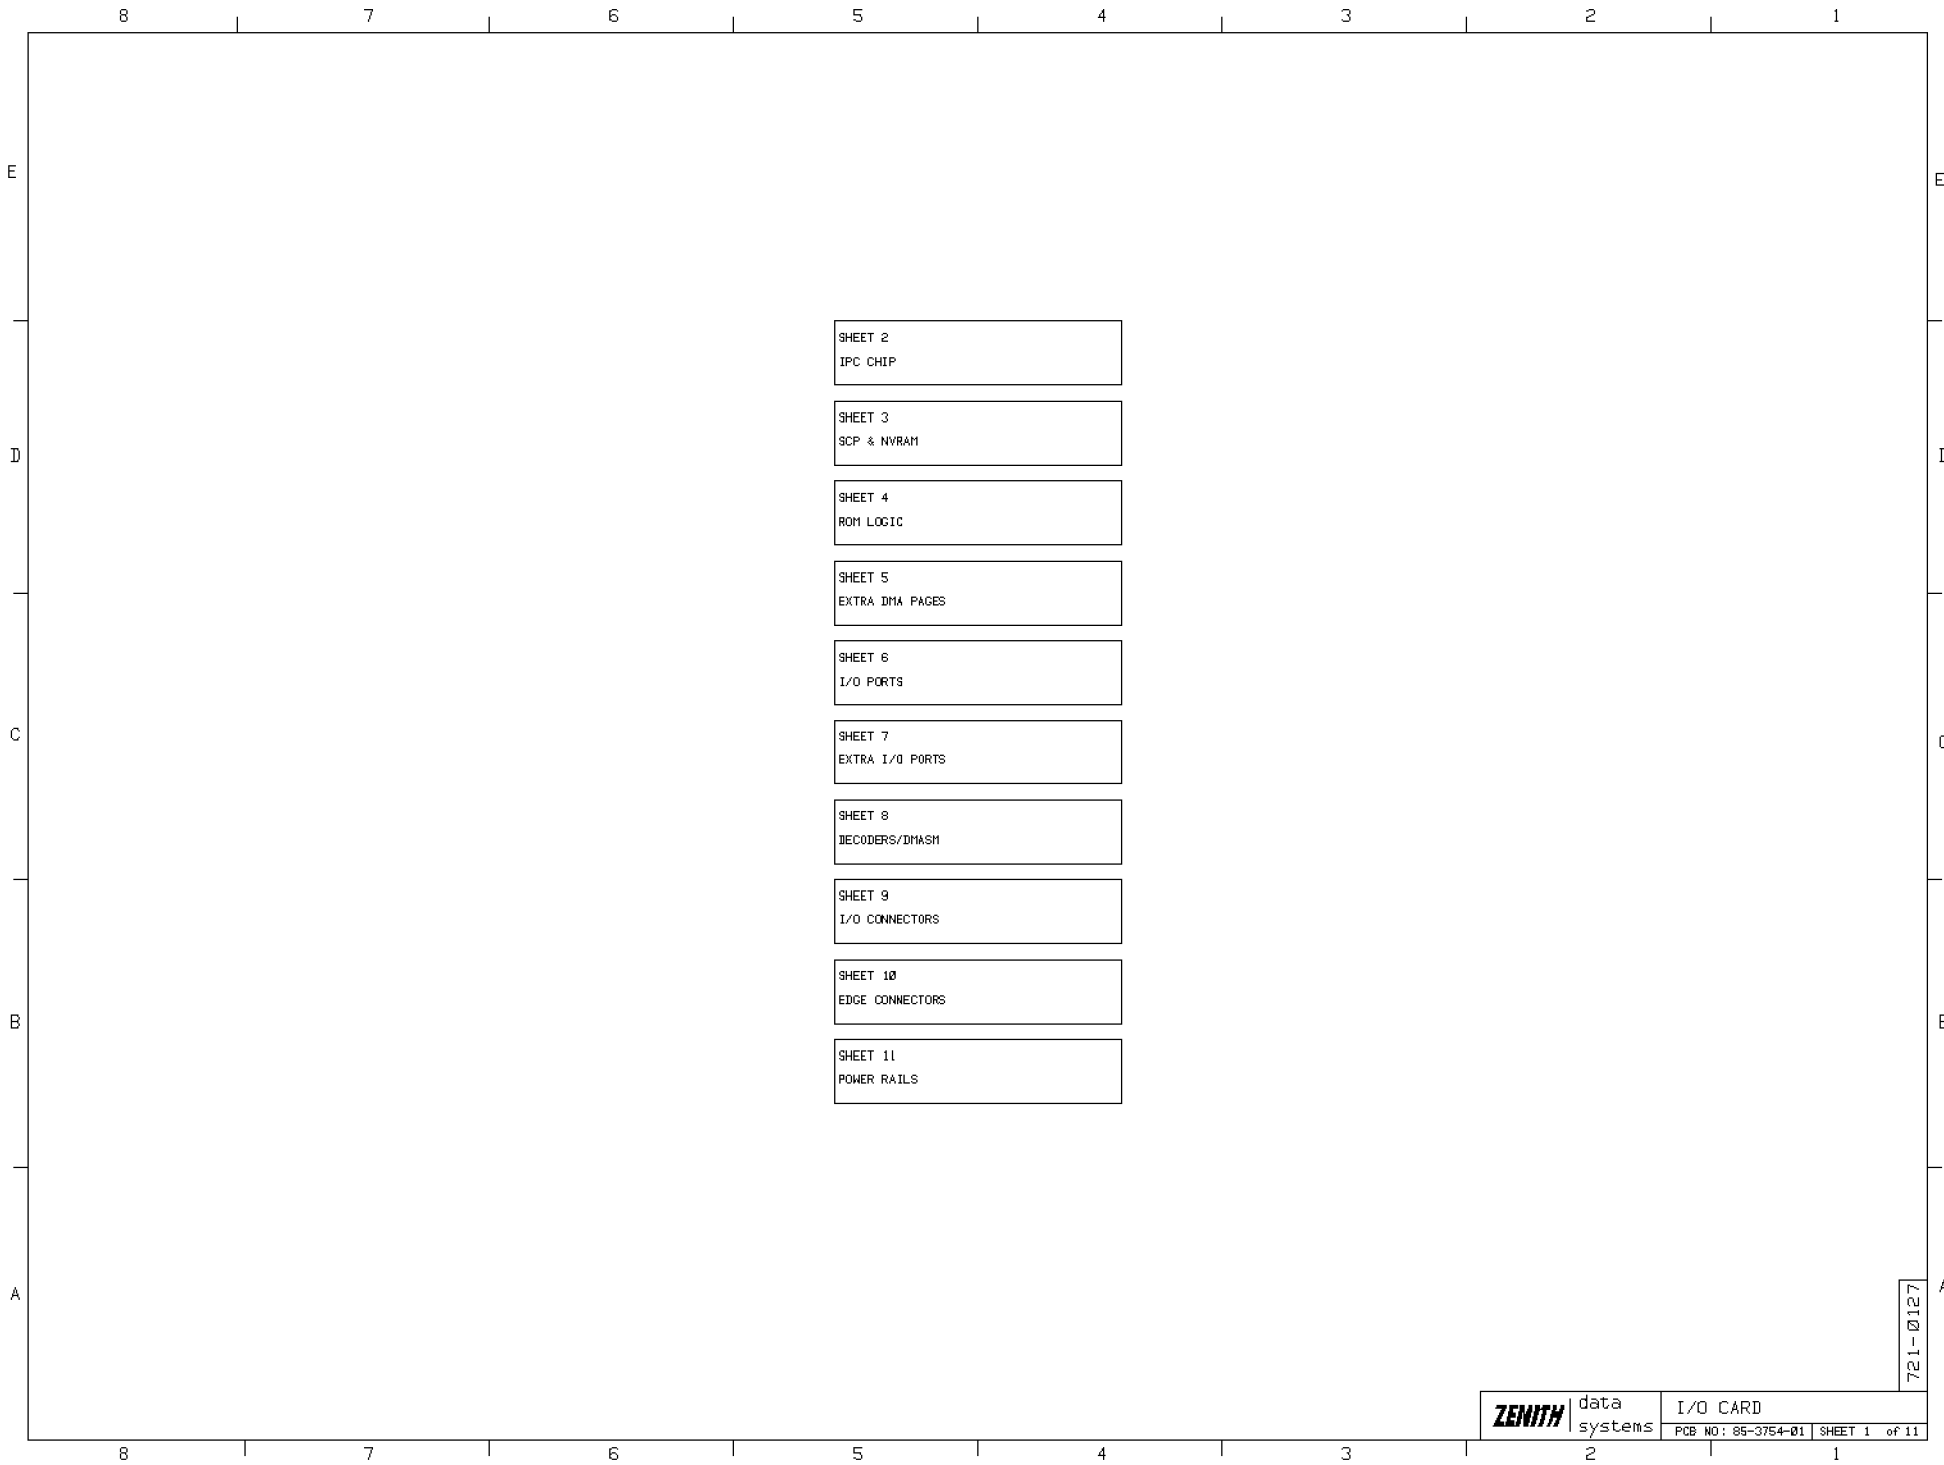 8 7 6 5 4 3 2 1
E E
SHEET 2
IPC CHIP
SHEET 3
SCP & NVRAM
D D
SHEET 4
ROM LOGIC
SHEET 5
EXTRA DMA PAGES
SHEET 6
I/O PORTS
C C
SHEET 7
EXTRA I/O PORTS
SHEET 8
DECODERS/DMASM
SHEET 9
I/O CONNECTORS
SHEET 10
EDGE CONNECTORS
B B
SHEET 11
POWER RAILS
A A
721-0127
ZENITH data systems
I/O CARD
PCB NO: 85-3754-01 SHEET 1 of 11
8 7 6 5 4 3 2 1